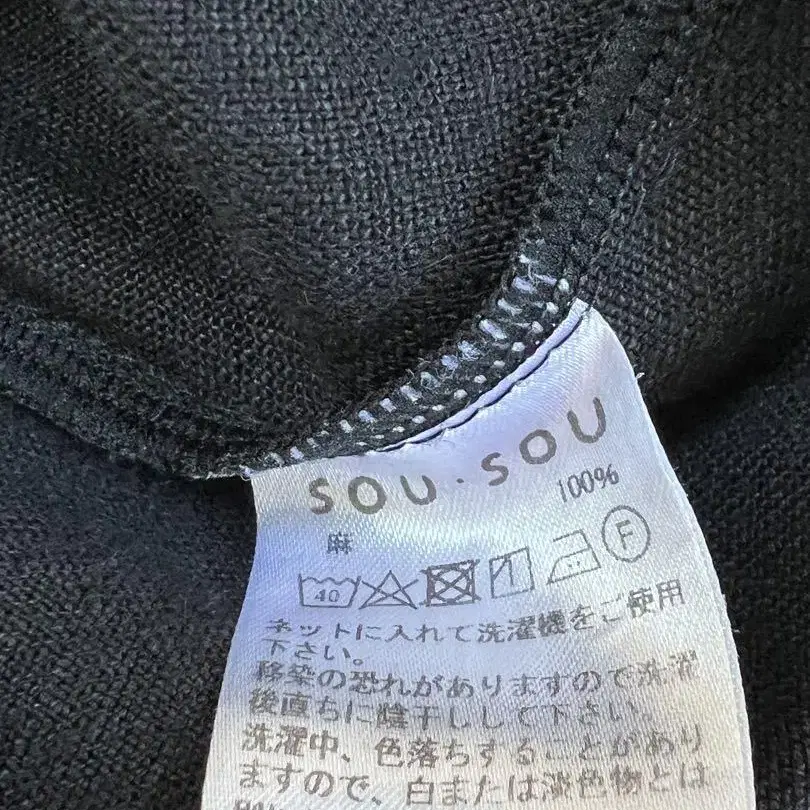 SOU・SOU
麻 100%
40 F
ネットに入れて洗濯機をご使用
下さい。
移染の恐れがありますので洗濯
後直ちに陰干しして下さい。
洗濯中、色落ちすることがあり
ますので、白または淡色物とは